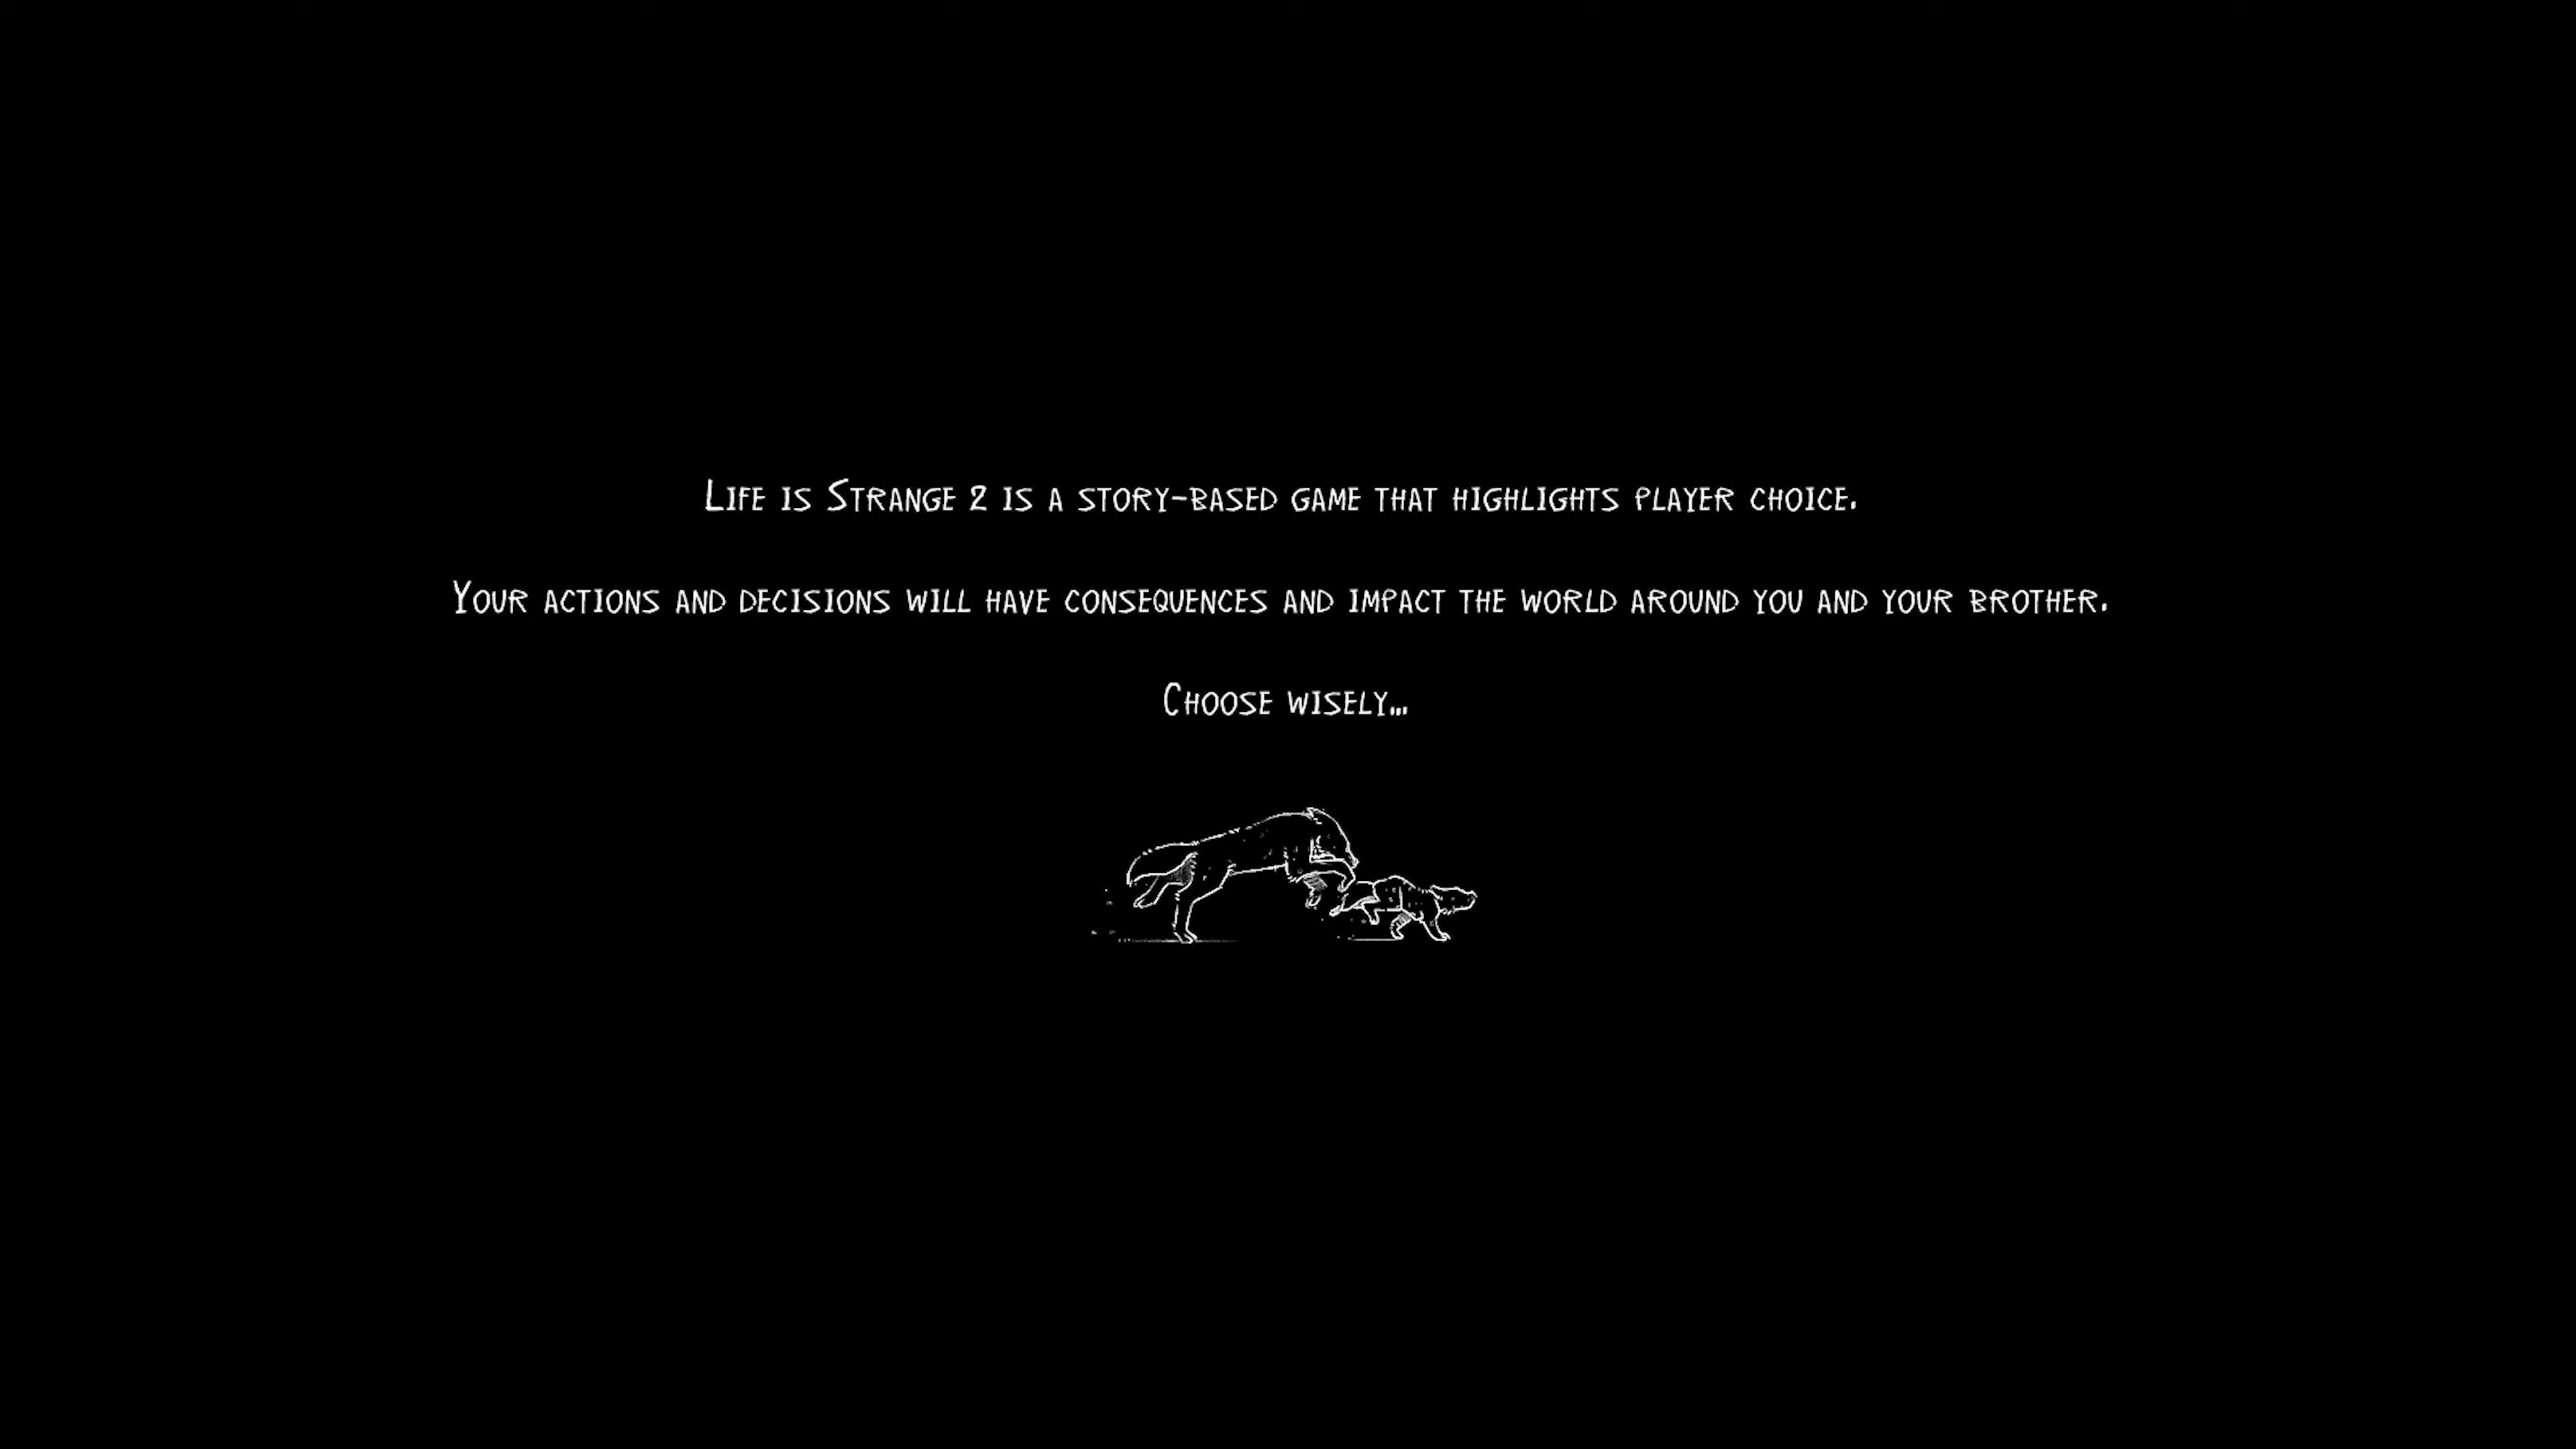 Life is Strange 2 is a story-based game that highlights player choice.
Your actions and decisions will have consequences and impact the world around you and your brother.
Choose wisely...